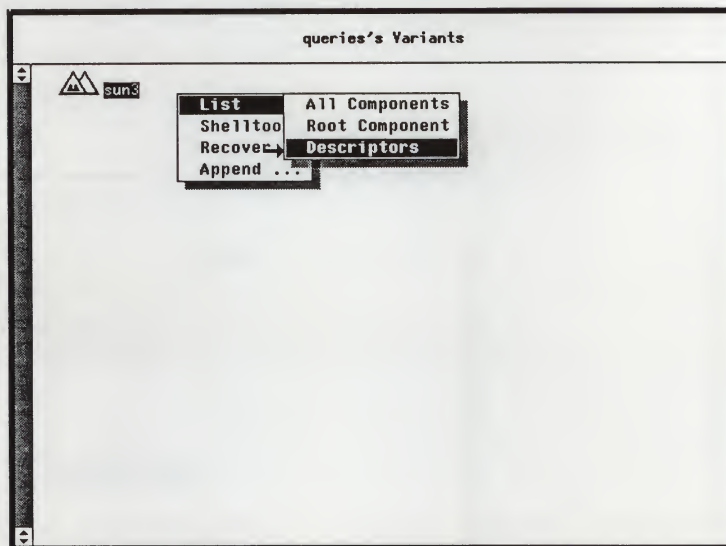 queries's Variants
sun3
List
Shelltoo
Recover
Append ...
All Components
Root Component
Descriptors